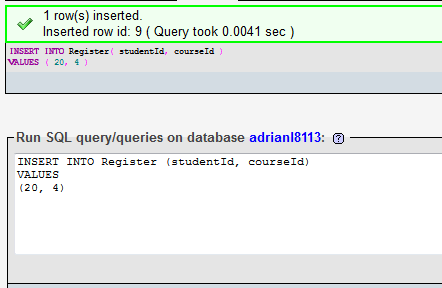 1 row(s) inserted.
Inserted row id: 9 ( Query took 0.0041 sec )
INSERT INTO Register( studentId, courseId )
VALUES ( 20, 4 )
Run SQL query/queries on database adrianl8113:
INSERT INTO Register (studentId, courseId)
VALUES
(20, 4)